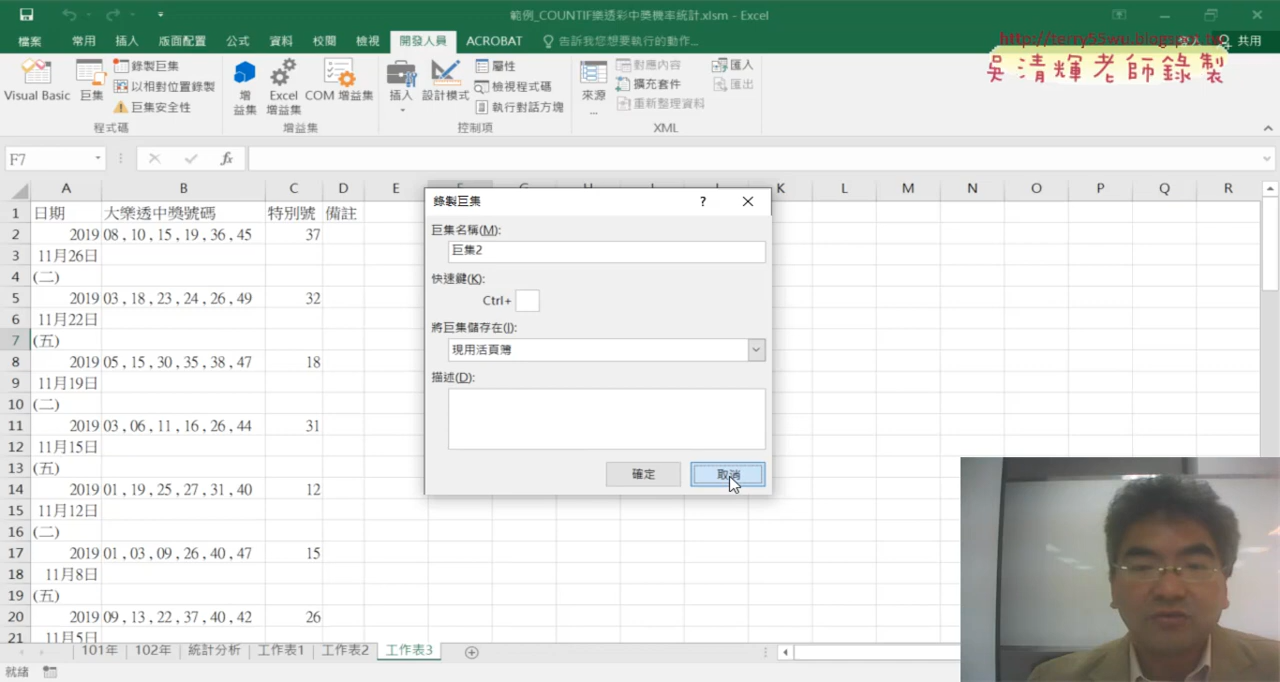 範例_COUNTIF樂透彩中獎機率統計.xlsm - Excel
檔案 常用 插入 版面配置 公式 資料 校閱 檢視 開發人員 ACROBAT 告訴我您想要執行的動作... 共用
http://terry55wu.blogspot.tw
吳清輝老師錄製
Visual Basic 巨集 錄製巨集 以相對位置錄製 巨集安全性
程式碼
增益集 Excel 增益集 COM 增益集
增益集
插入 設計模式 屬性 檢視程式碼 執行對話方塊
控制項
來源... 對應內容 擴充套件 重新整理資料 匯入 匯出
XML
F7 fx
A B C D E F G H I J K L M N O P Q R
1 日期 大樂透中獎號碼 特別號 備註
2 2019 08 , 10 , 15 , 19 , 36 , 45 37
3 11月26日
4 (二)
5 2019 03 , 18 , 23 , 24 , 26 , 49 32
6 11月22日
7 (五)
8 2019 05 , 15 , 30 , 35 , 38 , 47 18
9 11月19日
10 (二)
11 2019 03 , 06 , 11 , 16 , 26 , 44 31
12 11月15日
13 (五)
14 2019 01 , 19 , 25 , 27 , 31 , 40 12
15 11月12日
16 (二)
17 2019 01 , 03 , 09 , 26 , 40 , 47 15
18 11月8日
19 (五)
20 2019 09 , 13 , 22 , 37 , 40 , 42 26
21 11月5日
錄製巨集 ?
巨集名稱(M):
巨集2
快速鍵(K):
Ctrl+
將巨集儲存在(I):
現用活頁簿
描述(D):
確定 取消
101年 102年 統計分析 工作表1 工作表2 工作表3
就緒